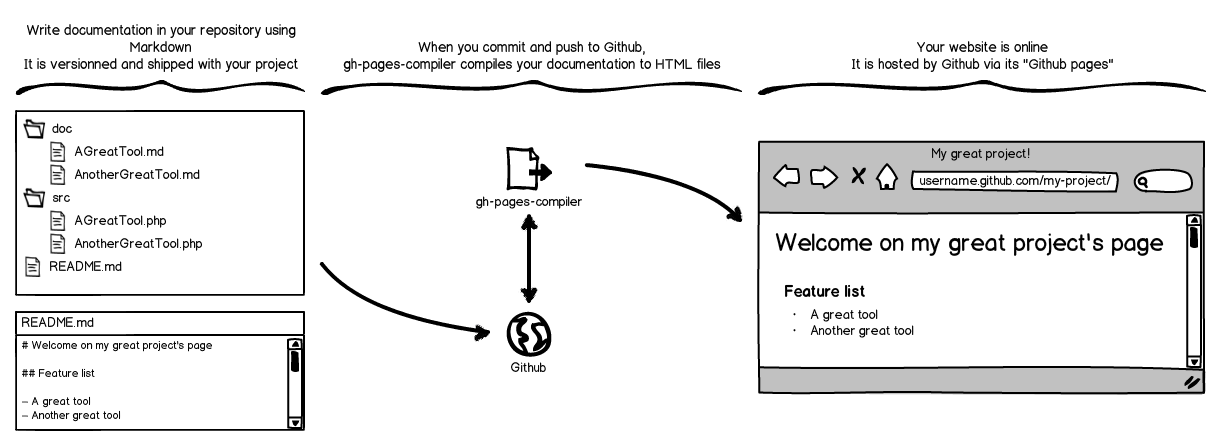 Write documentation in your repository using
Markdown
It is versionned and shipped with your project
When you commit and push to Github,
gh-pages-compiler compiles your documentation to HTML files
Your website is online
It is hosted by Github via its "Github pages"
doc
AGreatTool.md
AnotherGreatTool.md
src
AGreatTool.php
AnotherGreatTool.php
README.md
README.md
# Welcome on my great project's page
## Feature list
– A great tool
– Another great tool
gh-pages-compiler
Github
My great project!
username.github.com/my-project/
Welcome on my great project's page
Feature list
· A great tool
· Another great tool